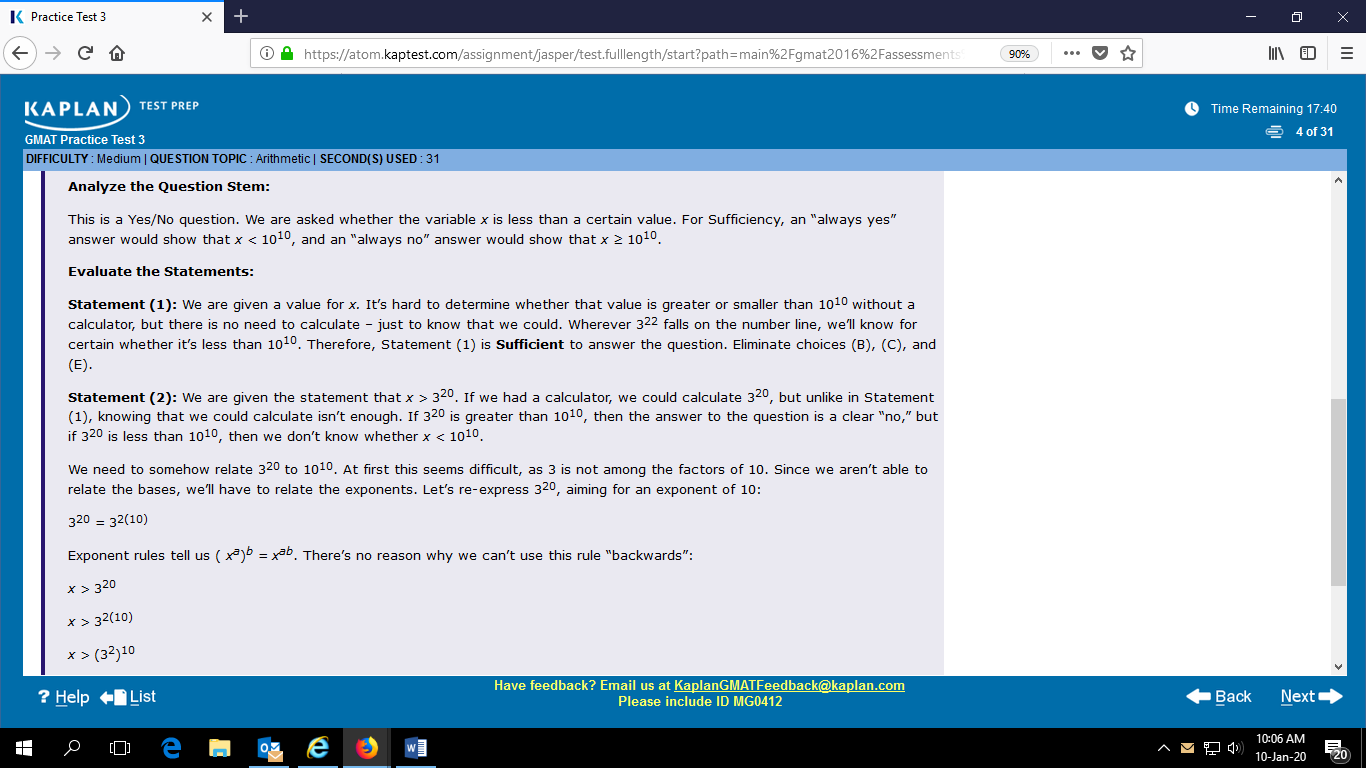 Practice Test 3
https://atom.kaptest.com/assignment/jasper/test.fulllength/start?path=main%2Fgmat2016%2Fassessments
90%
KAPLAN TEST PREP
Time Remaining 17:40
GMAT Practice Test 3
4 of 31
DIFFICULTY : Medium | QUESTION TOPIC : Arithmetic | SECOND(S) USED : 31
Analyze the Question Stem:
This is a Yes/No question. We are asked whether the variable x is less than a certain value. For Sufficiency, an “always yes”
answer would show that x < 10¹⁰, and an “always no” answer would show that x ≥ 10¹⁰.
Evaluate the Statements:
Statement (1): We are given a value for x. It’s hard to determine whether that value is greater or smaller than 10¹⁰ without a
calculator, but there is no need to calculate – just to know that we could. Wherever 3²² falls on the number line, we’ll know for
certain whether it’s less than 10¹⁰. Therefore, Statement (1) is Sufficient to answer the question. Eliminate choices (B), (C), and
(E).
Statement (2): We are given the statement that x > 3²⁰. If we had a calculator, we could calculate 3²⁰, but unlike in Statement
(1), knowing that we could calculate isn’t enough. If 3²⁰ is greater than 10¹⁰, then the answer to the question is a clear “no,” but
if 3²⁰ is less than 10¹⁰, then we don’t know whether x < 10¹⁰.
We need to somehow relate 3²⁰ to 10¹⁰. At first this seems difficult, as 3 is not among the factors of 10. Since we aren’t able to
relate the bases, we’ll have to relate the exponents. Let’s re-express 3²⁰, aiming for an exponent of 10:
3²⁰ = 3²⁽¹⁰⁾
Exponent rules tell us ( xᵃ)ᵇ = xᵃᵇ. There’s no reason why we can’t use this rule “backwards”:
x > 3²⁰
x > 3²⁽¹⁰⁾
x > (3²)¹⁰
Have feedback? Email us at KaplanGMATFeedback@kaplan.com
Please include ID MG0412
? Help List
Back Next
10:06 AM
10-Jan-20
20